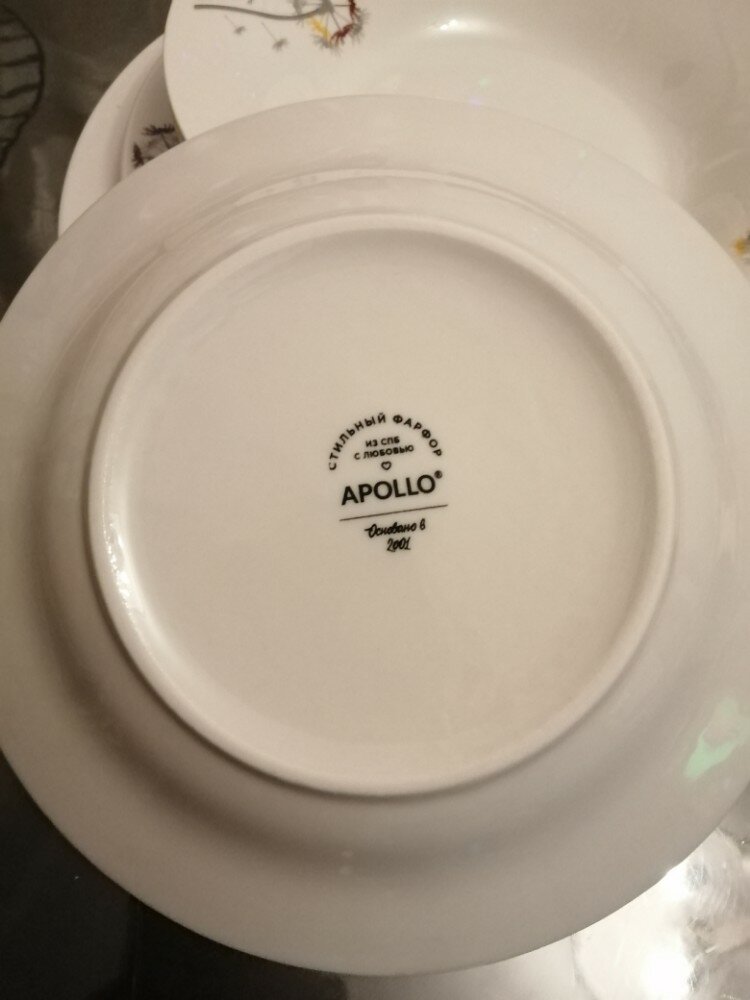 СТИЛЬНЫЙ ФАРФОР
ИЗ СПБ
С ЛЮБОВЬЮ
APOLLO®
Основано в
2001